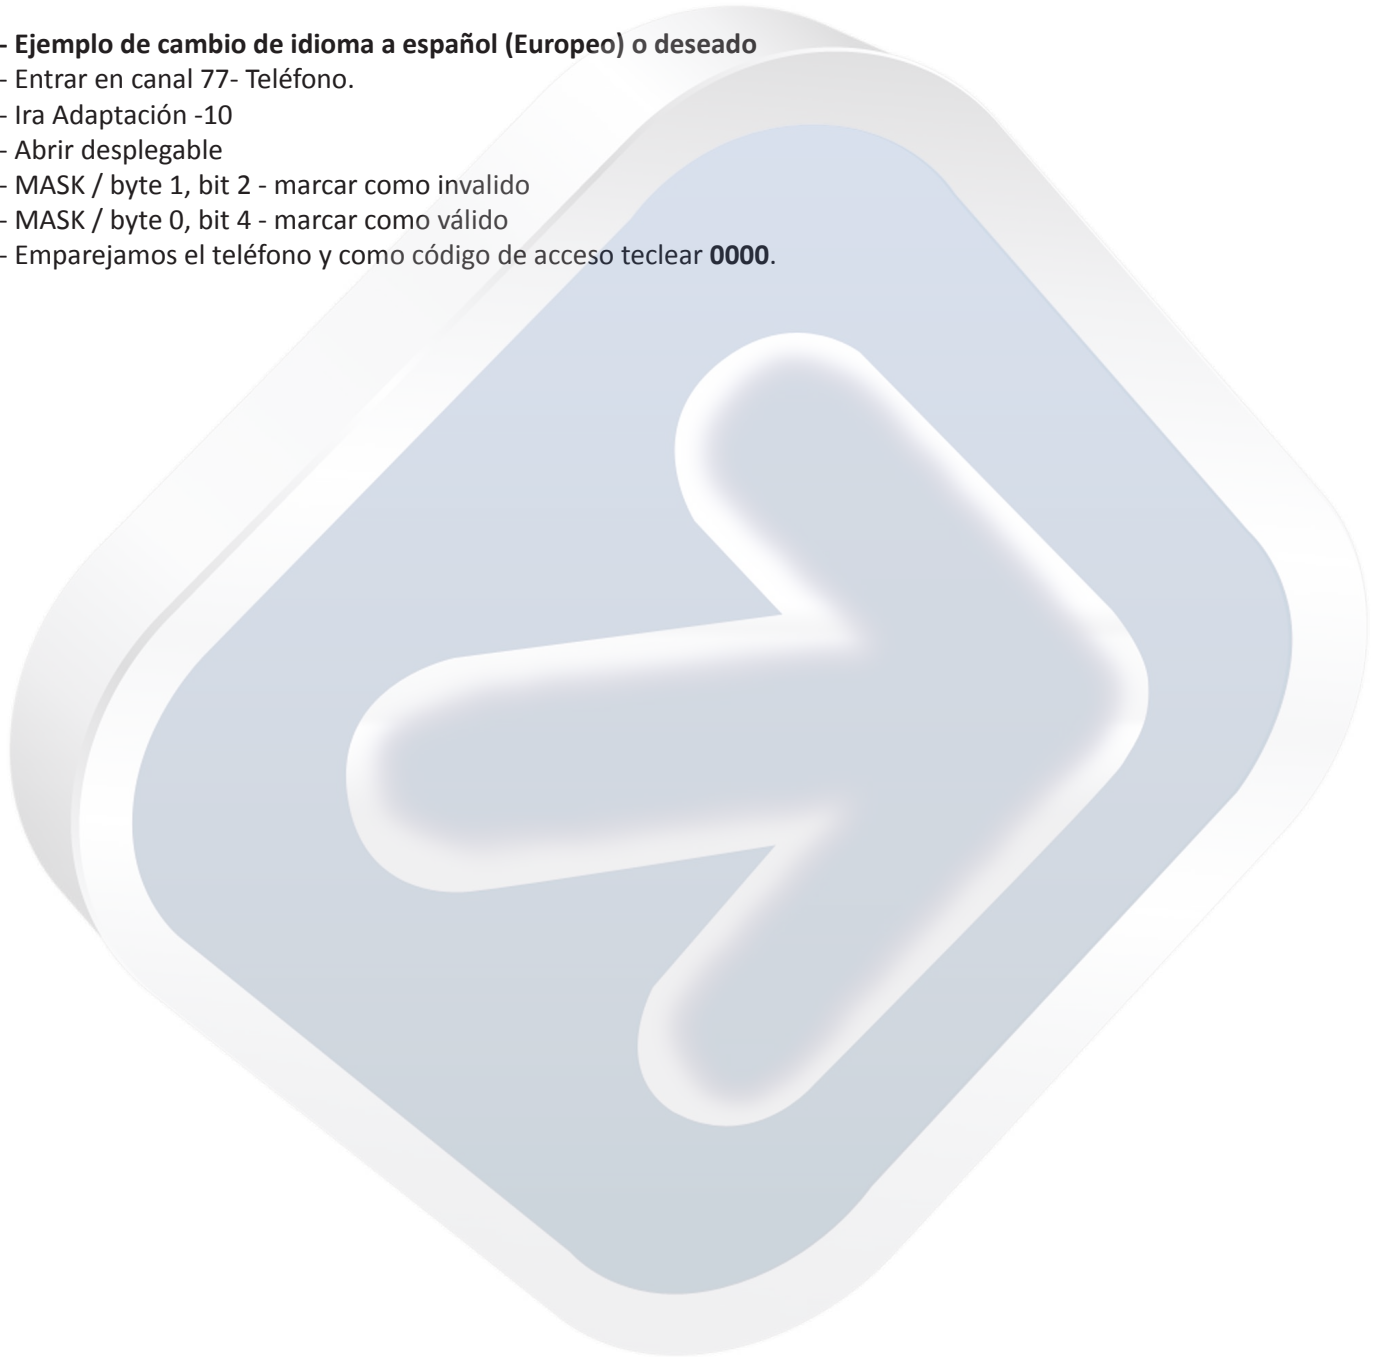 - Ejemplo de cambio de idioma a español (Europeo) o deseado
- Entrar en canal 77- Teléfono.
- Ira Adaptación -10
- Abrir desplegable
- MASK / byte 1, bit 2 - marcar como invalido
- MASK / byte 0, bit 4 - marcar como válido
- Emparejamos el teléfono y como código de acceso teclear 0000.